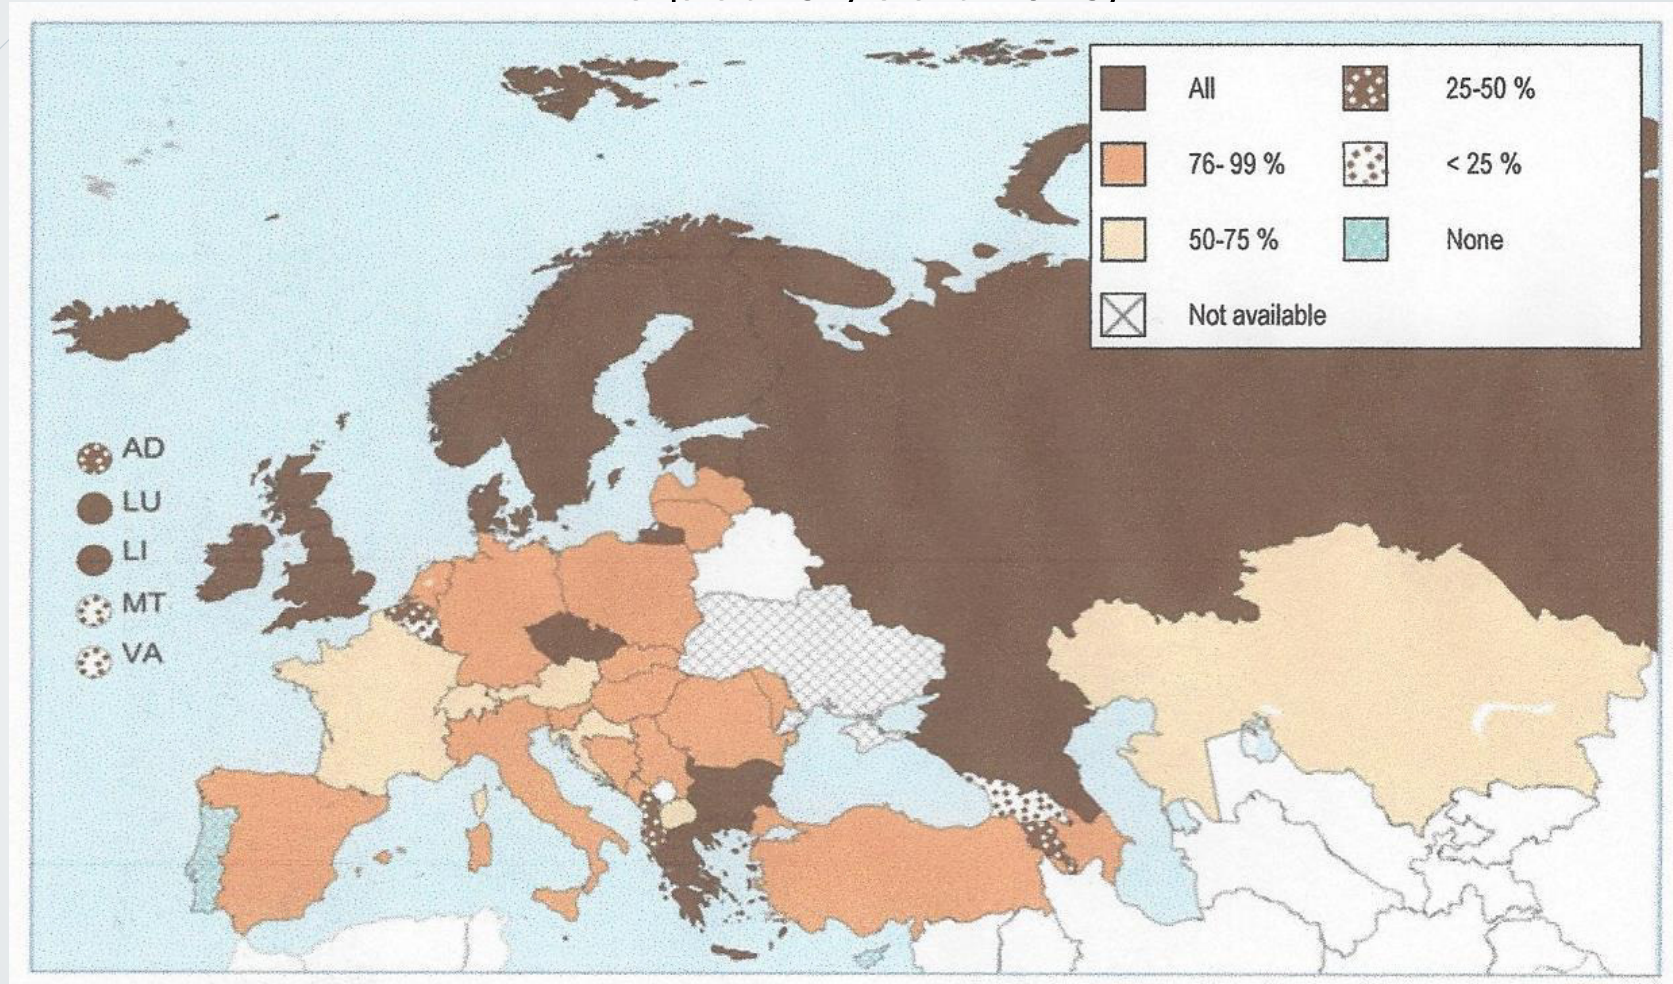 All
25-50 %
76- 99 %
< 25 %
50-75 %
None
Not available
AD
LU
LI
MT
VA